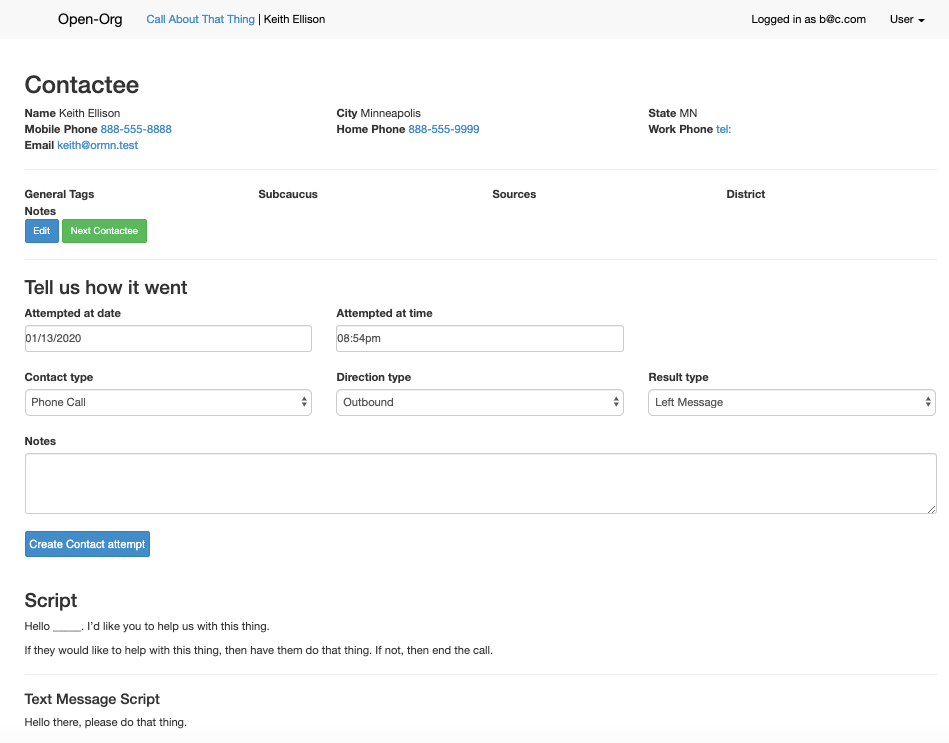 Open-Org Call About That Thing | Keith Ellison Logged in as b@c.com User
Contactee
Name Keith Ellison City Minneapolis State MN
Mobile Phone 888-555-8888 Home Phone 888-555-9999 Work Phone tel:
Email keith@ormn.test
General Tags Subcaucus Sources District
Notes
Edit Next Contactee
Tell us how it went
Attempted at date Attempted at time
01/13/2020 08:54pm
Contact type Direction type Result type
Phone Call Outbound Left Message
Notes
Create Contact attempt
Script
Hello _____. I'd like you to help us with this thing.
If they would like to help with this thing, then have them do that thing. If not, then end the call.
Text Message Script
Hello there, please do that thing.